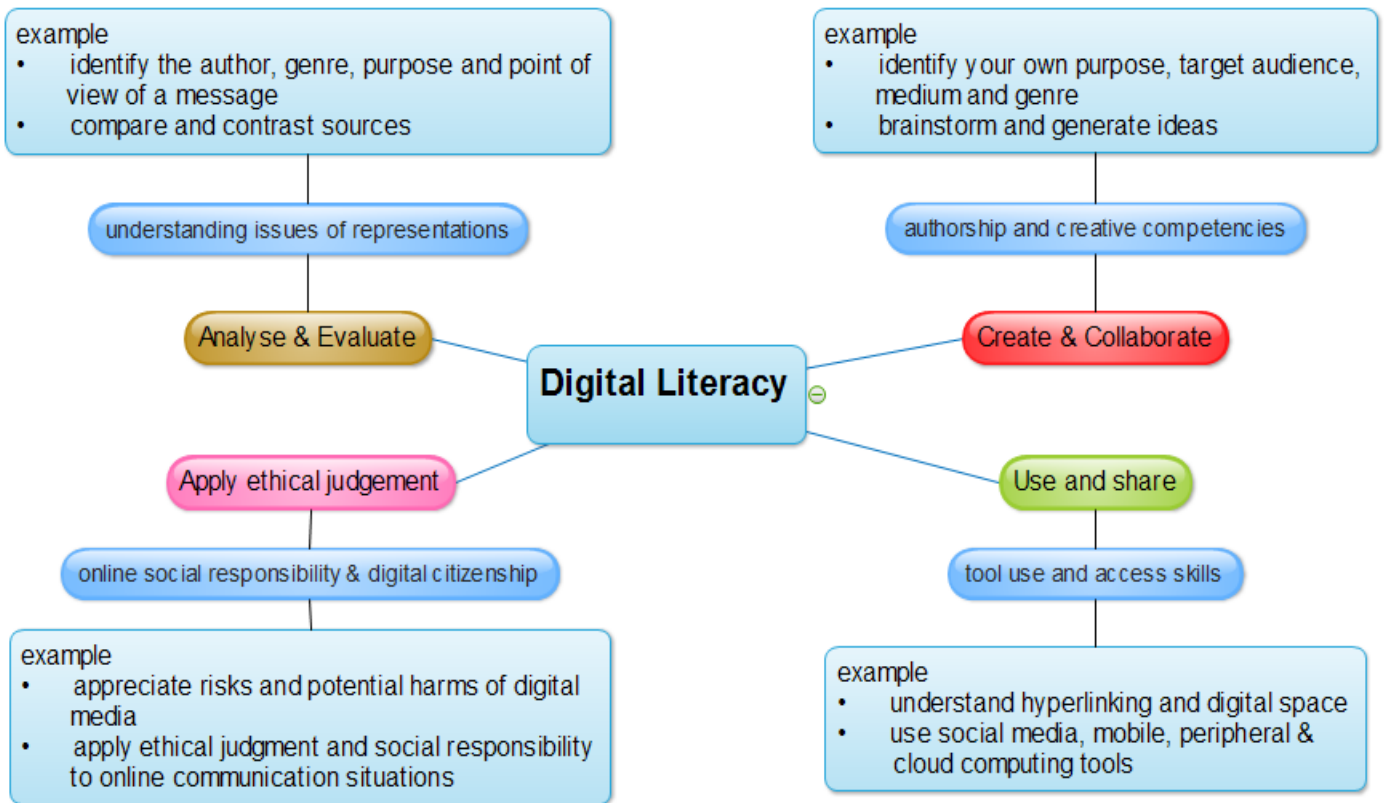 example
• identify the author, genre, purpose and point of
view of a message
• compare and contrast sources
understanding issues of representations
Analyse & Evaluate
example
• identify your own purpose, target audience,
medium and genre
• brainstorm and generate ideas
authorship and creative competencies
Create & Collaborate
Digital Literacy
Apply ethical judgement
online social responsibility & digital citizenship
example
• appreciate risks and potential harms of digital
media
• apply ethical judgment and social responsibility
to online communication situations
Use and share
tool use and access skills
example
• understand hyperlinking and digital space
• use social media, mobile, peripheral &
cloud computing tools